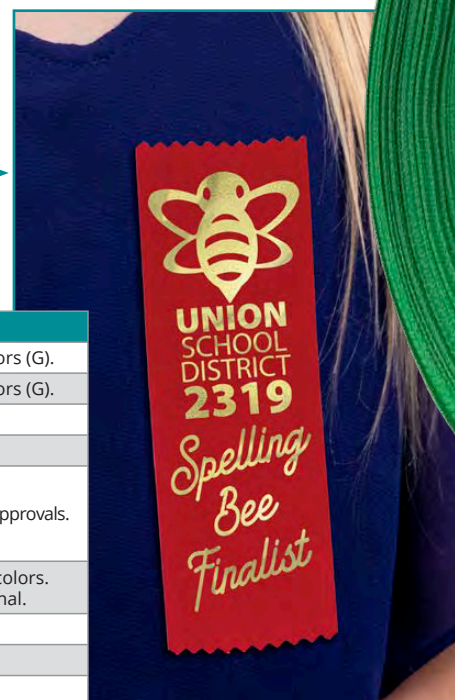 UNION
SCHOOL
DISTRICT
2319
Spelling
Bee
Finalist
ors (G).
ors (G).
pprovals.
colors.
nal.